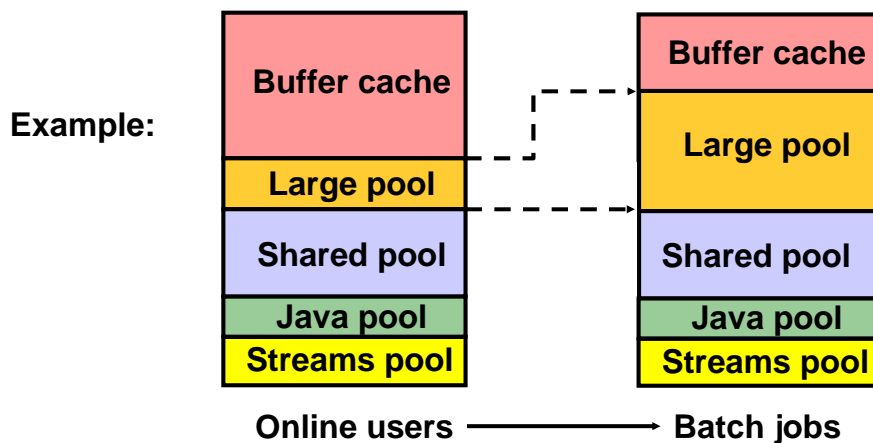 Example:
Buffer cache
Large pool
Shared pool
Java pool
Streams pool
Buffer cache
Large pool
Shared pool
Java pool
Streams pool
Online users
Batch jobs